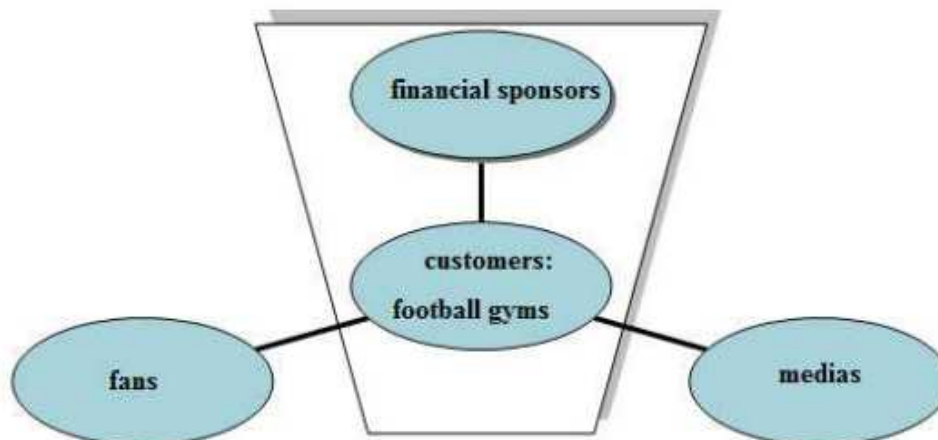 financial sponsors
customers:
football gyms
fans
medias